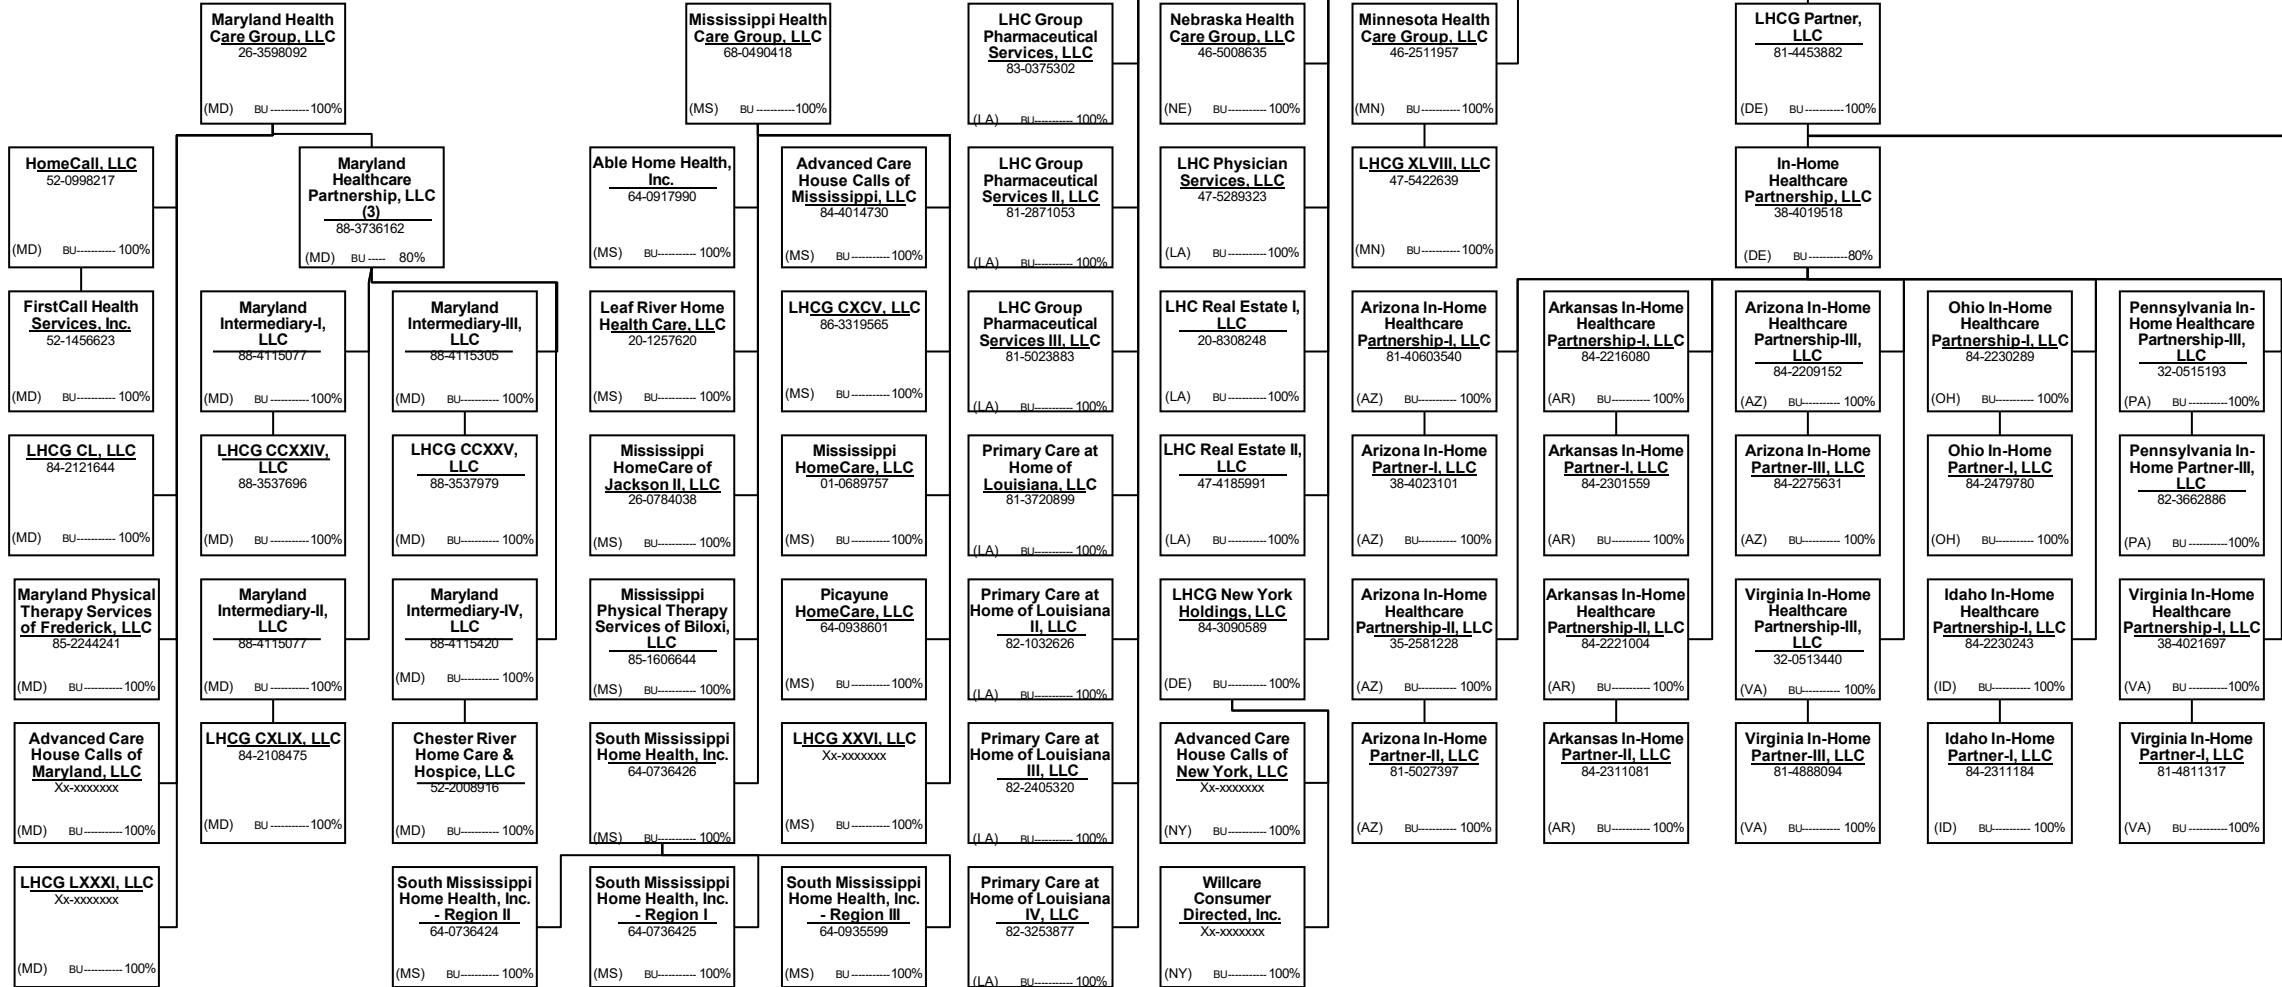 Maryland Health
Care Group, LLC
26-3598092
(MD) BU ----------- 100%
Mississippi Health
Care Group, LLC
68-0490418
(MS) BU ----------- 100%
LHC Group
Pharmaceutical
Services, LLC
83-0375302
(LA) BU----------- 100%
Nebraska Health
Care Group, LLC
46-5008635
(NE) BU----------- 100%
Minnesota Health
Care Group, LLC
46-2511957
(MN) BU----------- 100%
LHCG Partner,
LLC
81-4453882
(DE) BU----------- 100%
HomeCall, LLC
52-0998217
(MD) BU----------- 100%
Maryland
Healthcare
Partnership, LLC
(3)
88-3736162
(MD) BU ----- 80%
Able Home Health,
Inc.
64-0917990
(MS) BU----------- 100%
Advanced Care
House Calls of
Mississippi, LLC
84-4014730
(MS) BU----------- 100%
LHC Group
Pharmaceutical
Services II, LLC
81-2871053
(LA) BU----------- 100%
LHC Physician
Services, LLC
47-5289323
(LA) BU----------- 100%
LHCG XLVIII, LLC
47-5422639
(MN) BU----------- 100%
In-Home
Healthcare
Partnership, LLC
38-4019518
(DE) BU -----------80%
FirstCall Health
Services, Inc.
52-1456623
(MD) BU----------- 100%
Maryland
Intermediary-I,
LLC
88-4115077
(MD) BU ----------- 100%
Maryland
Intermediary-III,
LLC
88-4115305
(MD) BU----------- 100%
Leaf River Home
Health Care, LLC
20-1257620
(MS) BU----------- 100%
LHCG CXCV, LLC
86-3319565
(MS) BU----------- 100%
LHC Group
Pharmaceutical
Services III, LLC
81-5023883
(LA) BU----------- 100%
LHC Real Estate I,
LLC
20-8308248
(LA) BU-----------100%
Arizona In-Home
Healthcare
Partnership-I, LLC
81-40603540
(AZ) BU----------- 100%
Arkansas In-Home
Healthcare
Partnership-I, LLC
84-2216080
(AR) BU----------- 100%
Arizona In-Home
Healthcare
Partnership-III,
LLC
84-2209152
(AZ) BU----------- 100%
Ohio In-Home
Healthcare
Partnership-I, LLC
84-2230289
(OH) BU----------- 100%
Pennsylvania In-
Home Healthcare
Partnership-III,
LLC
32-0515193
(PA) BU -----------100%
LHCG CL, LLC
84-2121644
(MD) BU----------- 100%
LHCG CCXXIV,
LLC
88-3537696
(MD) BU ----------- 100%
LHCG CCXXV,
LLC
88-3537979
(MD) BU----------- 100%
Mississippi
HomeCare of
Jackson II, LLC
26-0784038
(MS) BU----------- 100%
Mississippi
HomeCare, LLC
01-0689757
(MS) BU----------- 100%
Primary Care at
Home of
Louisiana, LLC
81-3720899
(LA) BU----------- 100%
LHC Real Estate II,
LLC
47-4185991
(LA) BU-----------100%
Arizona In-Home
Partner-I, LLC
38-4023101
(AZ) BU----------- 100%
Arkansas In-Home
Partner-I, LLC
84-2301559
(AR) BU----------- 100%
Arizona In-Home
Partner-III, LLC
84-2275631
(AZ) BU----------- 100%
Ohio In-Home
Partner-I, LLC
84-2479780
(OH) BU----------- 100%
Pennsylvania In-
Home Partner-III,
LLC
82-3662886
(PA) BU -----------100%
Maryland Physical
Therapy Services
of Frederick, LLC
85-2244241
(MD) BU----------- 100%
Maryland
Intermediary-II,
LLC
88-4115077
(MD) BU ----------- 100%
Maryland
Intermediary-IV,
LLC
88-4115420
(MD) BU----------- 100%
Mississippi
Physical Therapy
Services of Biloxi,
LLC
85-1606644
(MS) BU----------- 100%
Picayune
HomeCare, LLC
64-0938601
(MS) BU----------- 100%
Primary Care at
Home of Louisiana
II, LLC
82-1032626
(LA) BU----------- 100%
LHCG New York
Holdings, LLC
84-3090589
(DE) BU----------- 100%
Arizona In-Home
Healthcare
Partnership-II, LLC
35-2581228
(AZ) BU----------- 100%
Arkansas In-Home
Healthcare
Partnership-II, LLC
84-2221004
(AR) BU----------- 100%
Virginia In-Home
Healthcare
Partnership-III,
LLC
32-0513440
(VA) BU----------- 100%
Idaho In-Home
Healthcare
Partnership-I, LLC
84-2230243
(ID) BU----------- 100%
Virginia In-Home
Healthcare
Partnership-I, LLC
38-4021697
(VA) BU----------- 100%
Advanced Care
House Calls of
Maryland, LLC
Xx-xxxxxxx
(MD) BU----------- 100%
LHCG CXLIX, LLC
84-2108475
(MD) BU ----------- 100%
Chester River
Home Care &
Hospice, LLC
52-2008916
(MD) BU----------- 100%
South Mississippi
Home Health, Inc.
64-0736426
(MS) BU----------- 100%
LHCG XXVI, LLC
Xx-xxxxxxx
(MS) BU----------- 100%
Primary Care at
Home of Louisiana
III, LLC
82-2405320
(LA) BU----------- 100%
Advanced Care
House Calls of
New York, LLC
Xx-xxxxxxx
(NY) BU----------- 100%
Arizona In-Home
Partner-II, LLC
81-5027397
(AZ) BU----------- 100%
Arkansas In-Home
Partner-II, LLC
84-2311081
(AR) BU----------- 100%
Virginia In-Home
Partner-III, LLC
81-4888094
(VA) BU----------- 100%
Idaho In-Home
Partner-I, LLC
84-2311184
(ID) BU----------- 100%
Virginia In-Home
Partner-I, LLC
81-4811317
(VA) BU----------- 100%
LHCG LXXXI, LLC
Xx-xxxxxxx
(MD) BU----------- 100%
South Mississippi
Home Health, Inc.
- Region II
64-0736424
(MS) BU----------- 100%
South Mississippi
Home Health, Inc.
- Region I
64-0736425
(MS) BU----------- 100%
South Mississippi
Home Health, Inc.
- Region III
64-0935599
(MS) BU----------- 100%
Primary Care at
Home of Louisiana
IV, LLC
82-3253877
(LA) BU----------- 100%
Willcare
Consumer
Directed, Inc.
Xx-xxxxxxx
(NY) BU----------- 100%